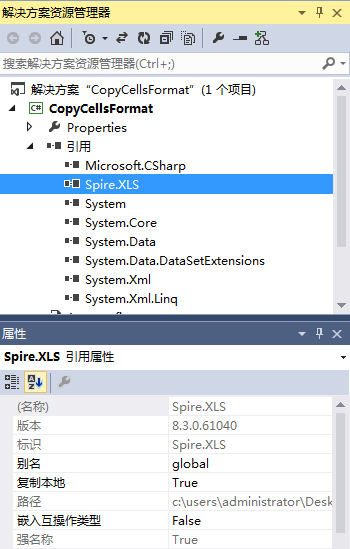 解决方案资源管理器
搜索解决方案资源管理器(Ctrl+;)
解决方案“CopyCellsFormat”(1 个项目)
C# CopyCellsFormat
Properties
引用
Microsoft.CSharp
Spire.XLS
System
System.Core
System.Data
System.Data.DataSetExtensions
System.Xml
System.Xml.Linq
属性
Spire.XLS 引用属性
(名称) Spire.XLS
版本 8.3.0.61040
标识 Spire.XLS
别名 global
复制本地 True
路径 c:\users\administrator\Desk
嵌入互操作类型 False
强名称 True